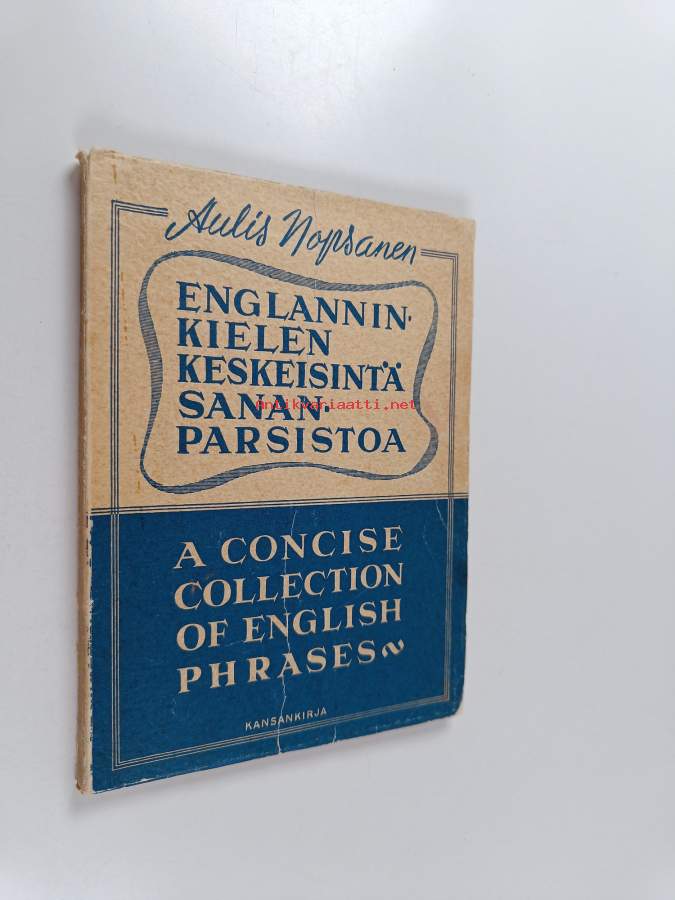 Aulis Nopsanen
ENGLANNIN-
KIELEN
KESKEISINTÄ
SANAN-
PARSISTOA
antikvariaatti.net
A CONCISE
COLLECTION
OF ENGLISH
PHRASES~
KANSANKIRJA